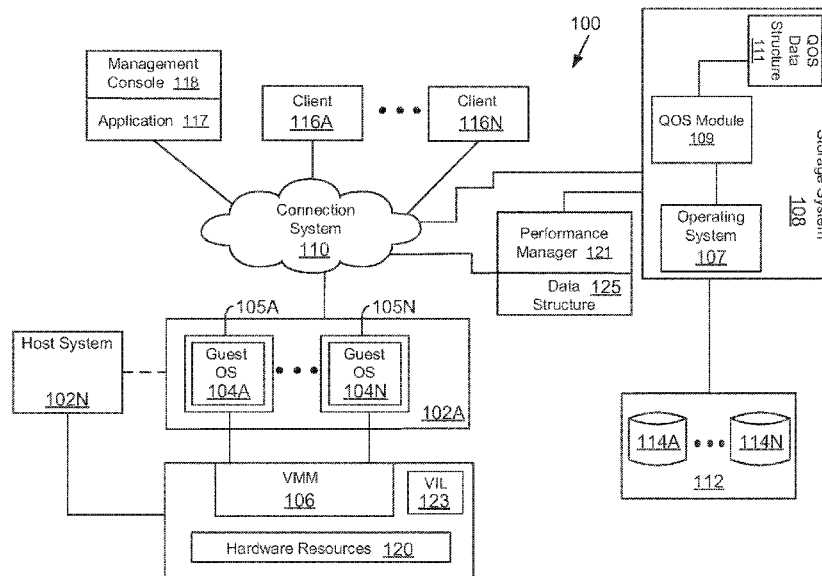 100
Management
Console 118
Application 117
Client
116A
Client
116N
QOS
Data
Structure
111
QOS Module
109
Storage System
108
Operating
System
107
Connection
System
110
Performance
Manager 121
Data 125
Structure
105A
105N
Host System
102N
Guest
OS
104A
Guest
OS
104N
102A
114A
114N
112
VMM
106
VIL
123
Hardware Resources 120